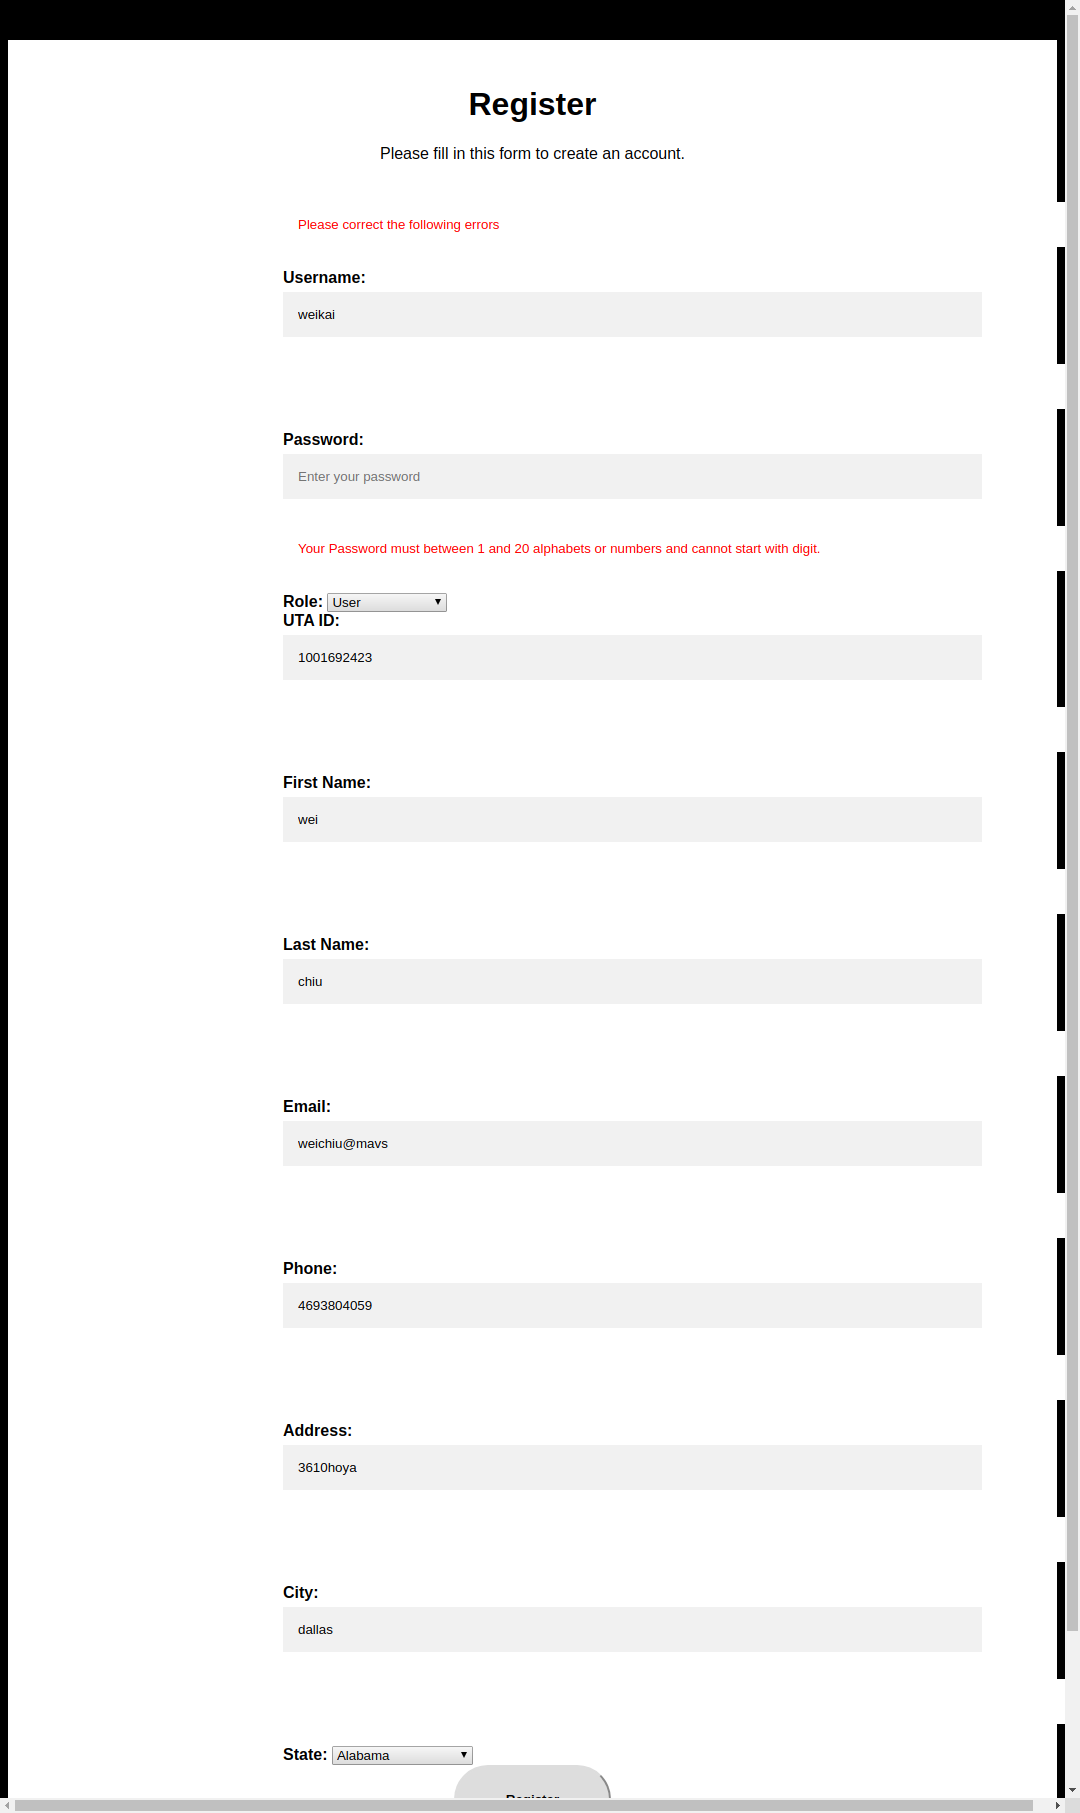 Register
Please fill in this form to create an account.
Please correct the following errors
Username:
weikai
Password:
Enter your password
Your Password must between 1 and 20 alphabets or numbers and cannot start with digit.
Role: User
UTA ID:
1001692423
First Name:
wei
Last Name:
chiu
Email:
weichiu@mavs
Phone:
4693804059
Address:
3610hoya
City:
dallas
State: Alabama
Register